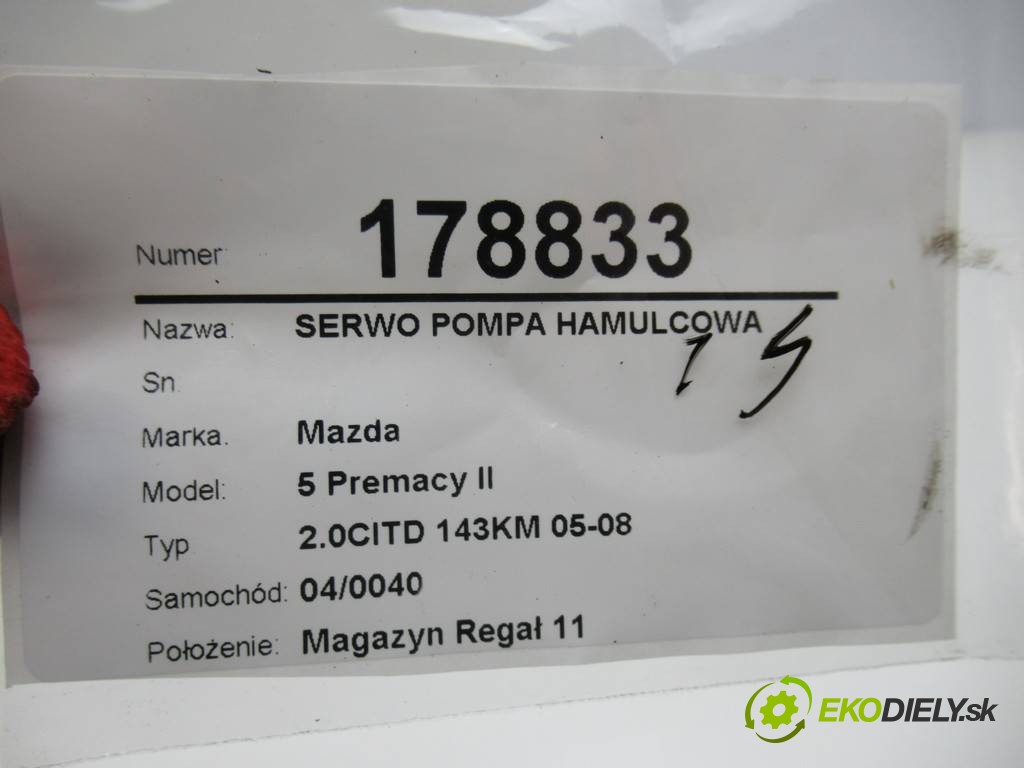 Numer: 178833
Nazwa: SERWO POMPA HAMULCOWA
Sn
Marka. Mazda
Model: 5 Premacy II
Typ 2.0CITD 143KM 05-08
Samochód: 04/0040
Położenie: Magazyn Regał 11
EKODIELY.sk